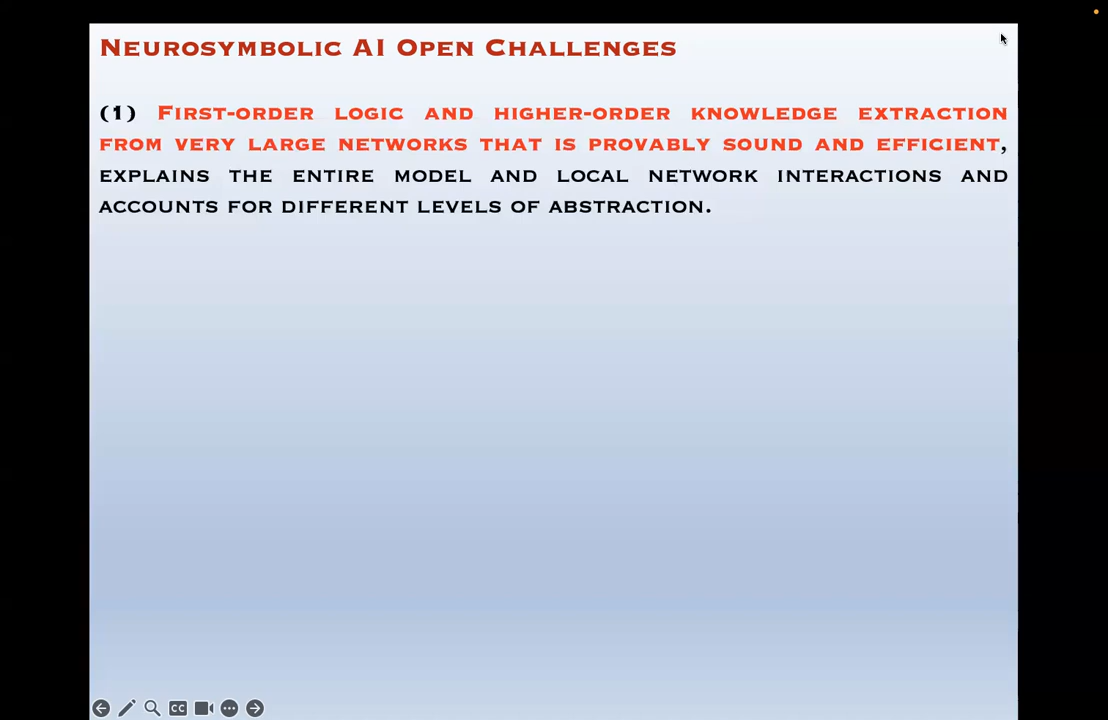 Neurosymbolic AI Open Challenges
(1) First-order logic and higher-order knowledge extraction
from very large networks that is provably sound and efficient,
explains the entire model and local network interactions and
accounts for different levels of abstraction.
CC